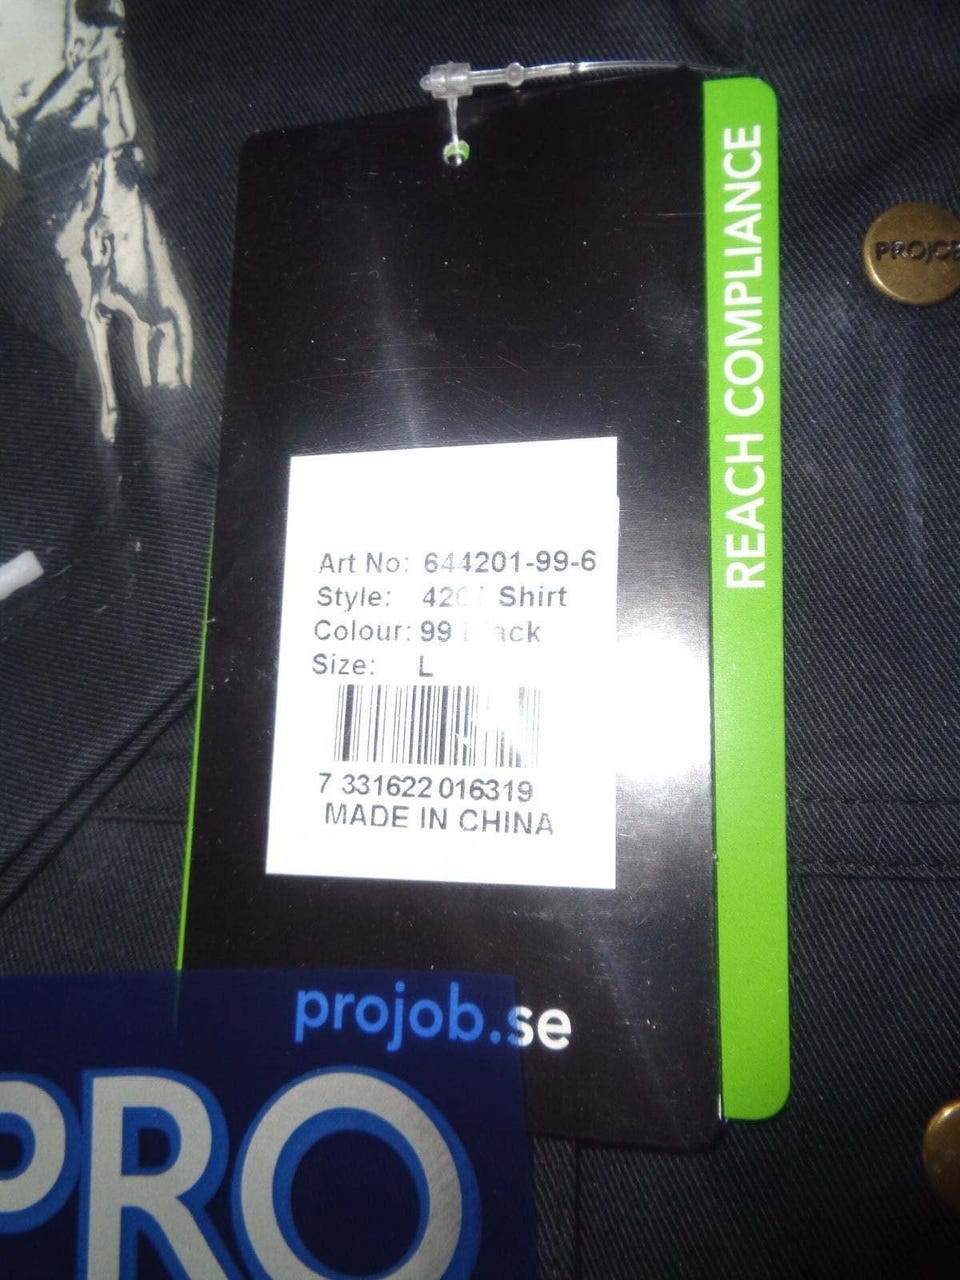 REACH COMPLIANCE
Art No: 644201-99-6
Style: Shirt
Colour: 99
Size: L
7 331622 016319
MADE IN CHINA
projob.se
PRO